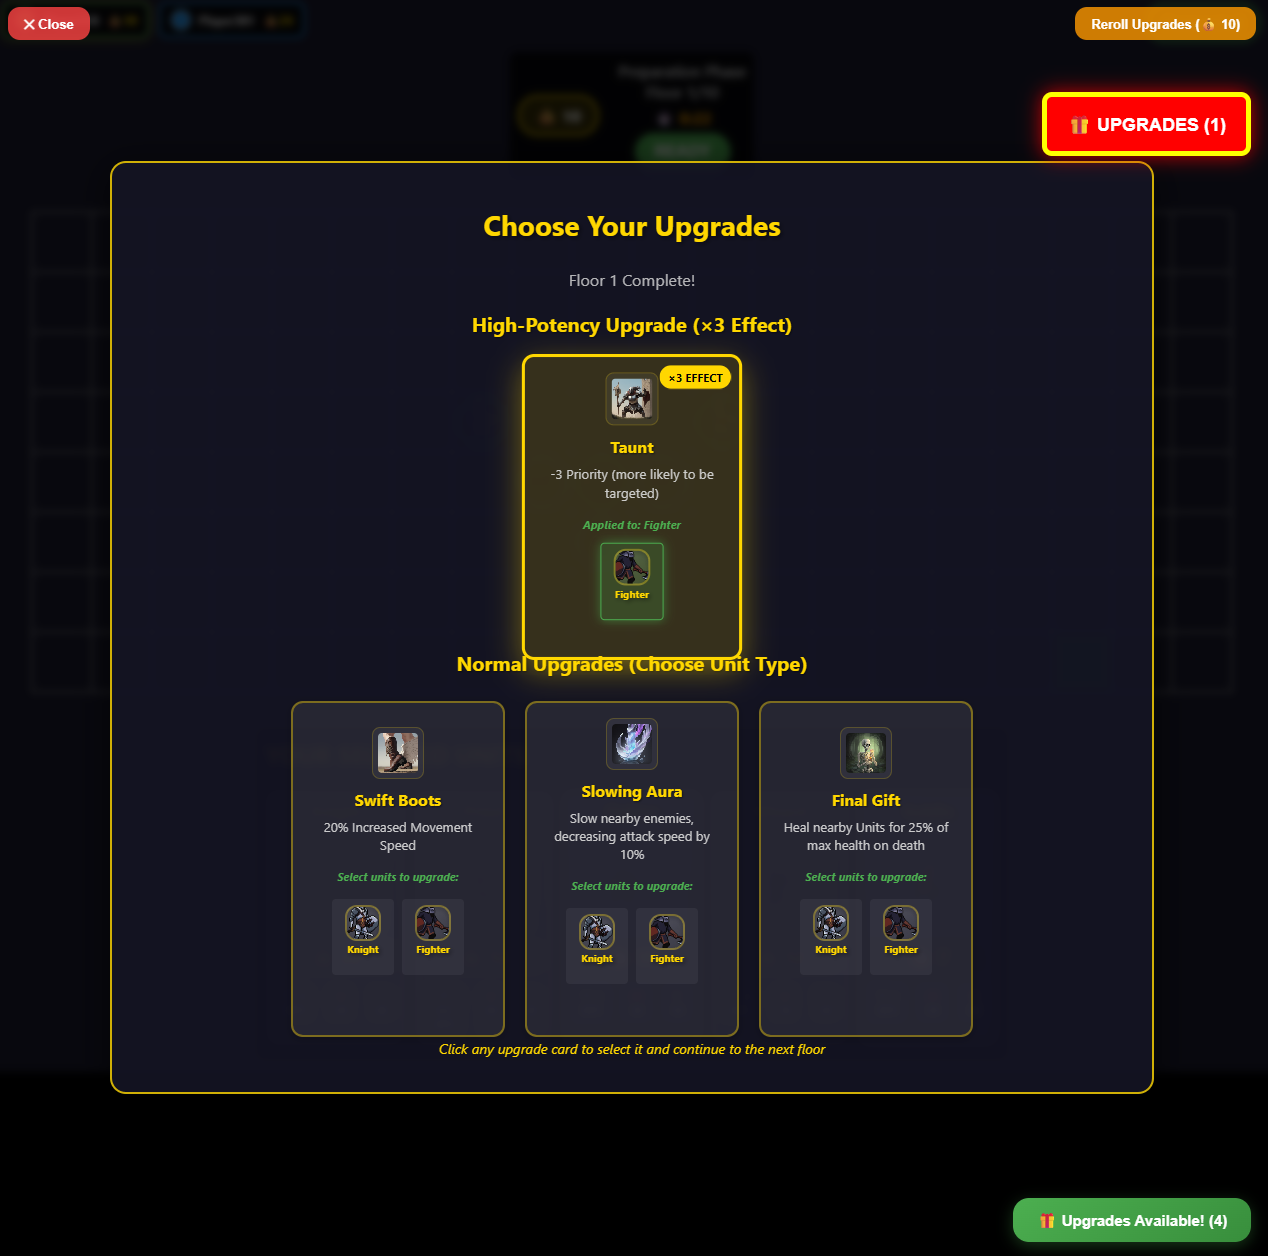 ✕ Close
Reroll Upgrades (💰 10)
🎁 UPGRADES (1)
Choose Your Upgrades
Floor 1 Complete!
High-Potency Upgrade (×3 Effect)
×3 EFFECT
Taunt
-3 Priority (more likely to be
targeted)
Applied to: Fighter
Fighter
Normal Upgrades (Choose Unit Type)
Swift Boots
20% Increased Movement
Speed
Select units to upgrade:
Knight Fighter
Slowing Aura
Slow nearby enemies,
decreasing attack speed by
10%
Select units to upgrade:
Knight Fighter
Final Gift
Heal nearby Units for 25% of
max health on death
Select units to upgrade:
Knight Fighter
Click any upgrade card to select it and continue to the next floor
🎁 Upgrades Available! (4)